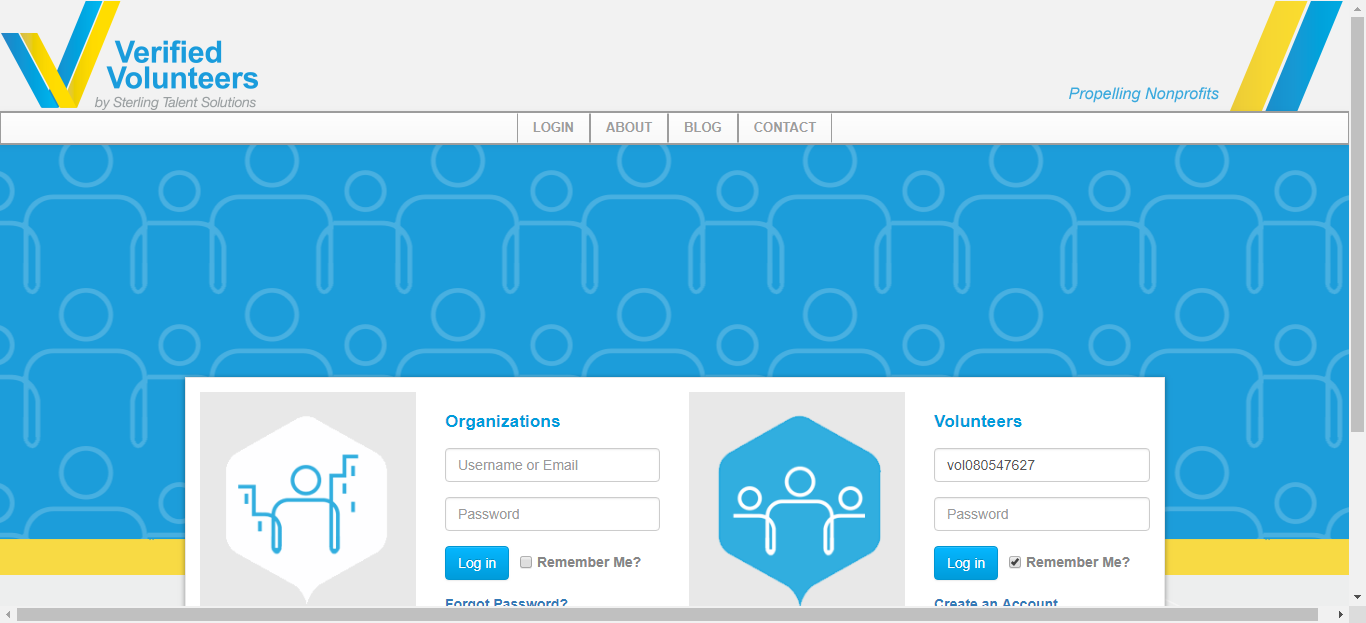 Verified
Volunteers
by Sterling Talent Solutions
Propelling Nonprofits
LOGIN ABOUT BLOG CONTACT
Organizations
Username or Email
Password
Log in Remember Me?
Forgot Password?
Volunteers
vol080547627
Password
Log in Remember Me?
Create an Account